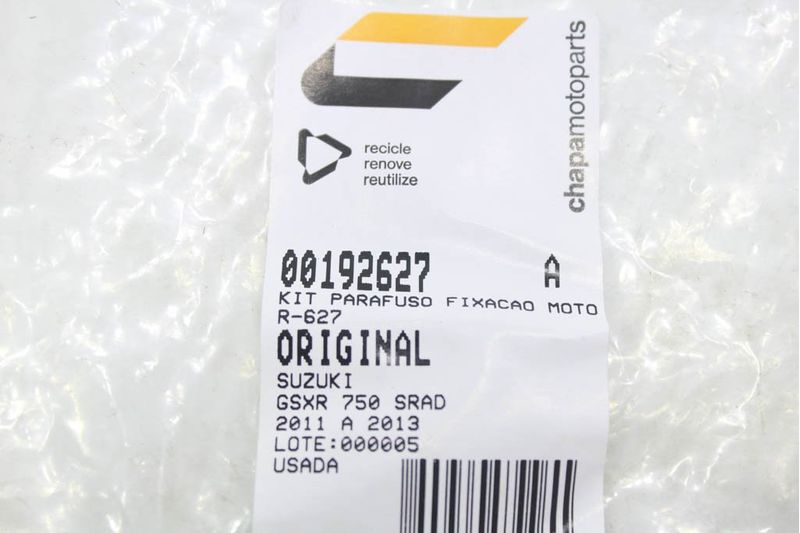 chapamotoparts
recicle
renove
reutilize
00192627 A
KIT PARAFUSO FIXACAO MOTO
R-627
ORIGINAL
SUZUKI
GSXR 750 SRAD
2011 A 2013
LOTE:000005
USADA